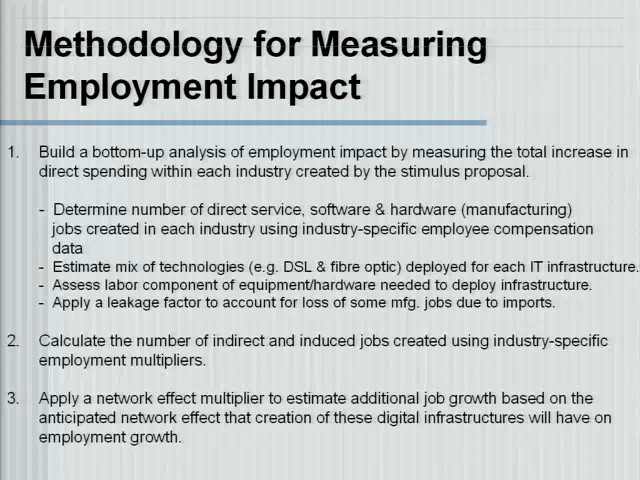 Methodology for Measuring
Employment Impact
1. Build a bottom-up analysis of employment impact by measuring the total increase in
direct spending within each industry created by the stimulus proposal.
- Determine number of direct service, software & hardware (manufacturing)
jobs created in each industry using industry-specific employee compensation
data
- Estimate mix of technologies (e.g. DSL & fibre optic) deployed for each IT infrastructure.
- Assess labor component of equipment/hardware needed to deploy infrastructure.
- Apply a leakage factor to account for loss of some mfg. jobs due to imports.
2. Calculate the number of indirect and induced jobs created using industry-specific
employment multipliers.
3. Apply a network effect multiplier to estimate additional job growth based on the
anticipated network effect that creation of these digital infrastructures will have on
employment growth.